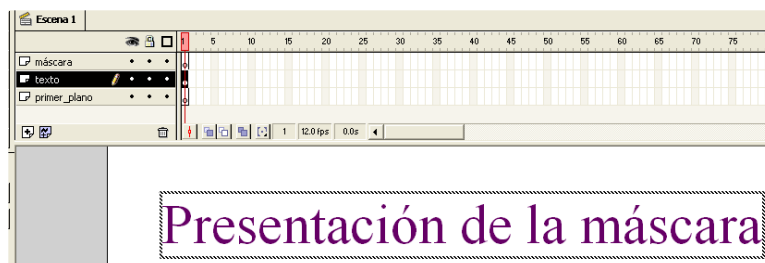 Escena 1
1 5 10 15 20 25 30 35 40 45 50 55 60 65 70 75
máscara
texto
primer_plano
1 12.0 fps 0.0s
Presentación de la máscara